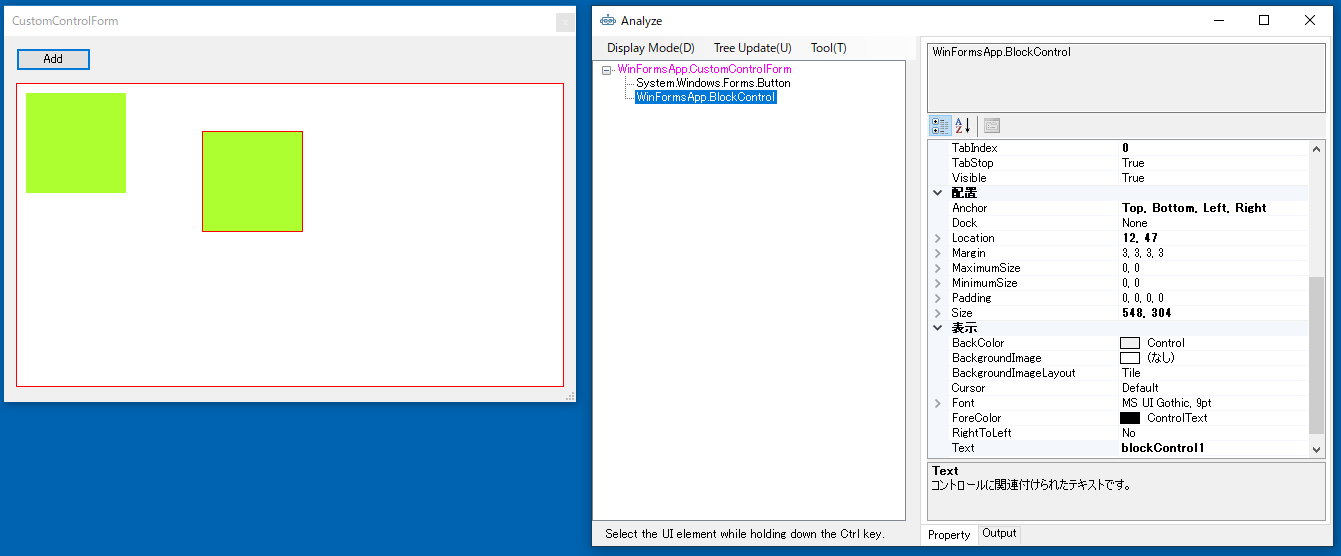 CustomControlForm
x
Add
Analyze
Display Mode(D) Tree Update(U) Tool(T)
WinFormsApp.CustomControlForm
System.Windows.Forms.Button
WinFormsApp.BlockControl
Select the UI element while holding down the Ctrl key.
WinFormsApp.BlockControl
TabIndex 0
TabStop True
Visible True
配置
Anchor Top, Bottom, Left, Right
Dock None
Location 12, 47
Margin 3, 3, 3, 3
MaximumSize 0, 0
MinimumSize 0, 0
Padding 0, 0, 0, 0
Size 548, 304
表示
BackColor Control
BackgroundImage (なし)
BackgroundImageLayout Tile
Cursor Default
Font MS UI Gothic, 9pt
ForeColor ControlText
RightToLeft No
Text blockControl1
Text
コントロールに関連付けられたテキストです。
Property Output